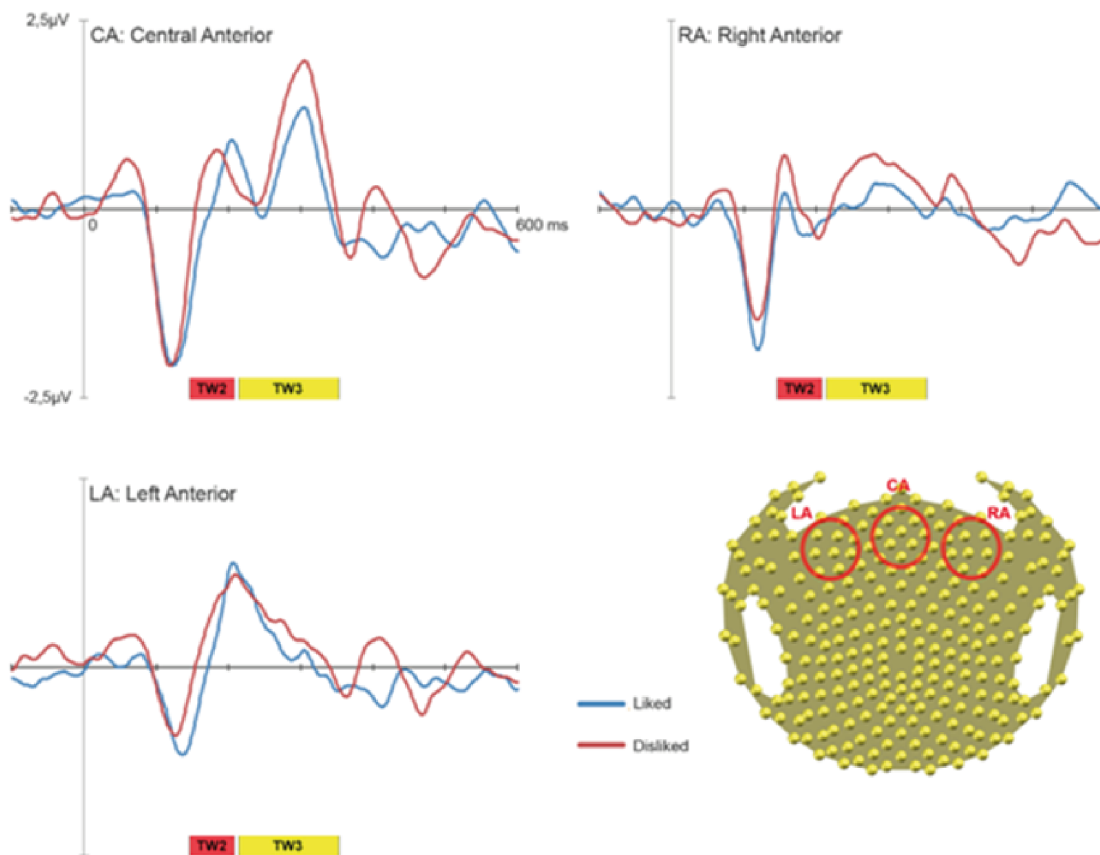 2,5µV
CA: Central Anterior
0
600 ms
-2,5µV
TW2
TW3
RA: Right Anterior
TW2
TW3
LA: Left Anterior
TW2
TW3
CA
LA
RA
Liked
Disliked